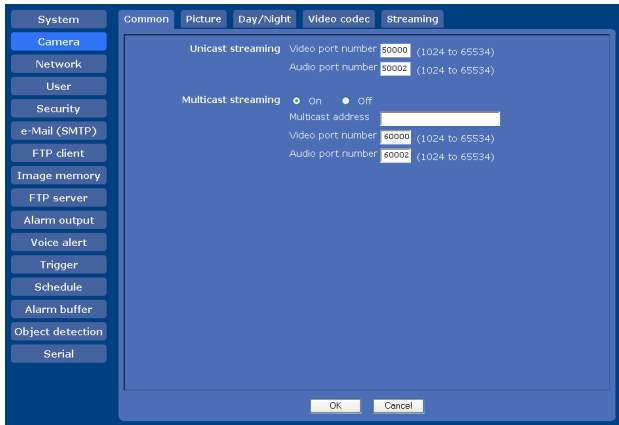 System
Camera
Network
User
Security
e-Mail (SMTP)
FTP client
Image memory
FTP server
Alarm output
Voice alert
Trigger
Schedule
Alarm buffer
Object detection
Serial
Common Picture Day/Night Video codec Streaming
Unicast streaming Video port number 50000 (1024 to 65534)
Audio port number 50002 (1024 to 65534)
Multicast streaming On Off
Multicast address
Video port number 60000 (1024 to 65534)
Audio port number 60002 (1024 to 65534)
OK Cancel